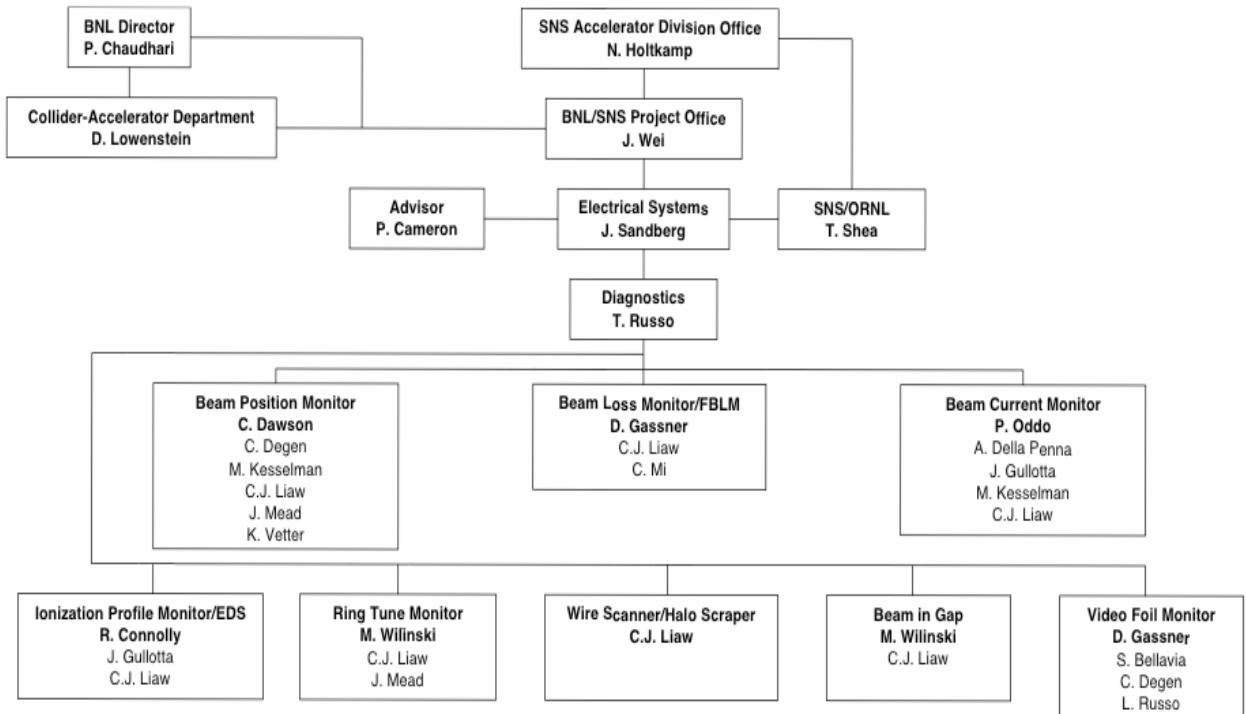 BNL Director
P. Chaudhari
SNS Accelerator Division Office
N. Holtkamp
Collider-Accelerator Department
D. Lowenstein
BNL/SNS Project Office
J. Wei
Advisor
P. Cameron
Electrical Systems
J. Sandberg
SNS/ORNL
T. Shea
Diagnostics
T. Russo
Beam Position Monitor
C. Dawson
C. Degen
M. Kesselman
C.J. Liaw
J. Mead
K. Vetter
Beam Loss Monitor/FBLM
D. Gassner
C.J. Liaw
C. Mi
Beam Current Monitor
P. Oddo
A. Della Penna
J. Gullotta
M. Kesselman
C.J. Liaw
Ionization Profile Monitor/EDS
R. Connolly
J. Gullotta
C.J. Liaw
Ring Tune Monitor
M. Wilinski
C.J. Liaw
J. Mead
Wire Scanner/Halo Scraper
C.J. Liaw
Beam in Gap
M. Wilinski
C.J. Liaw
Video Foil Monitor
D. Gassner
S. Bellavia
C. Degen
L. Russo